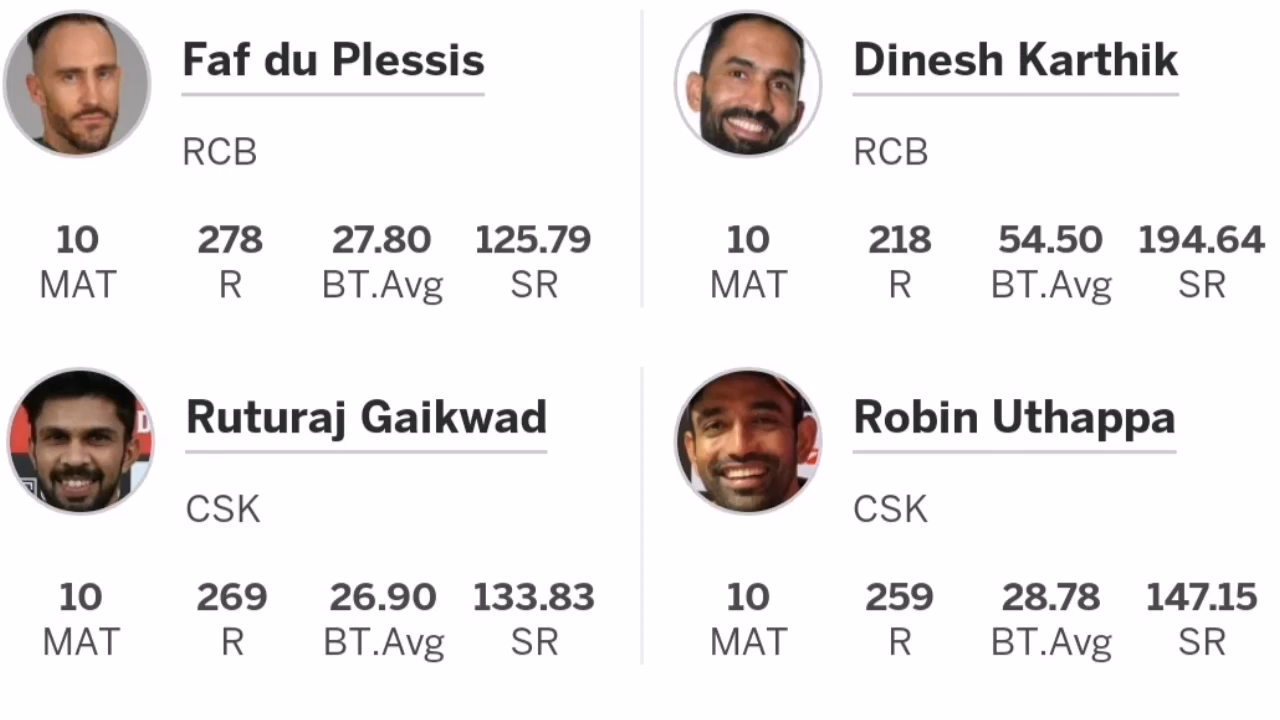 Faf du Plessis
RCB
10 278 27.80 125.79
MAT R BT.Avg SR
Dinesh Karthik
RCB
10 218 54.50 194.64
MAT R BT.Avg SR
Ruturaj Gaikwad
CSK
10 269 26.90 133.83
MAT R BT.Avg SR
Robin Uthappa
CSK
10 259 28.78 147.15
MAT R BT.Avg SR